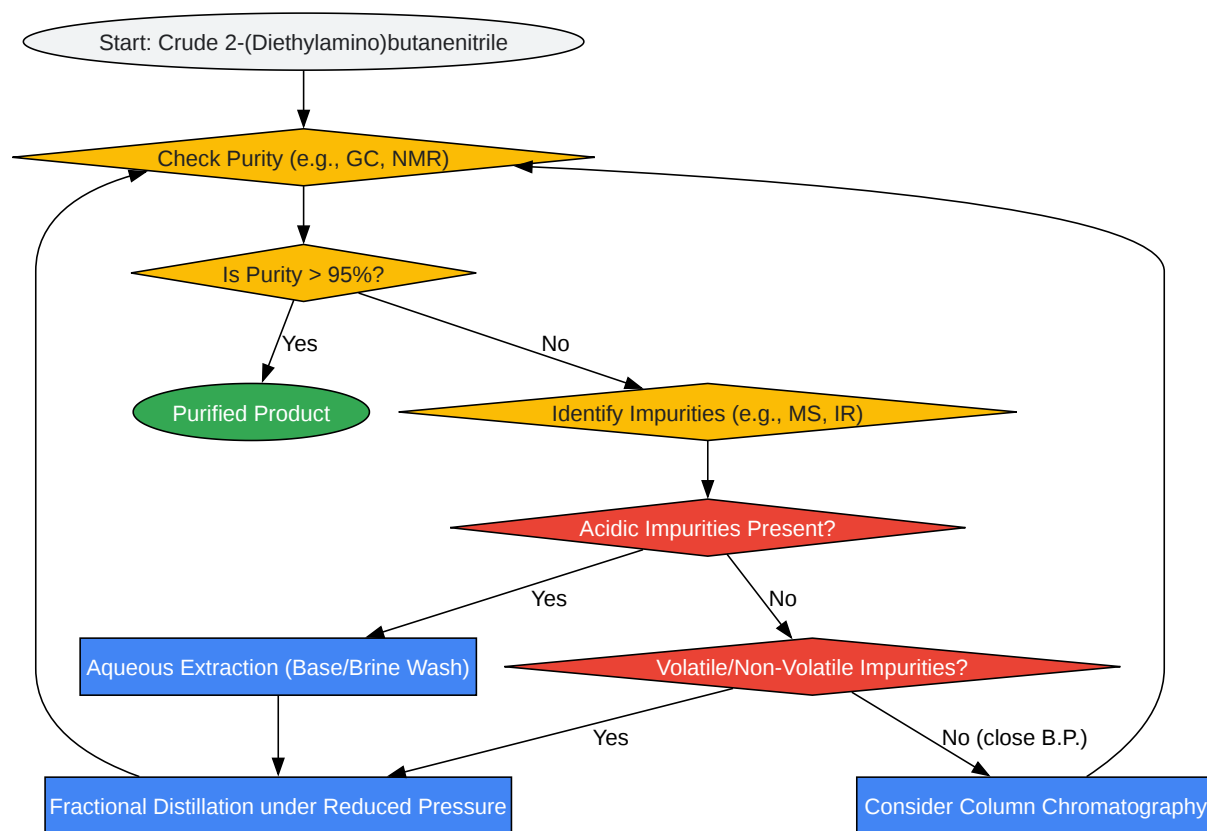 Start: Crude 2-(Diethylamino)butanenitrile
Check Purity (e.g., GC, NMR)
Is Purity > 95%?
Yes
No
Purified Product
Identify Impurities (e.g., MS, IR)
Acidic Impurities Present?
Yes
No
Aqueous Extraction (Base/Brine Wash)
Volatile/Non-Volatile Impurities?
Yes
No (close B.P.)
Fractional Distillation under Reduced Pressure
Consider Column Chromatography